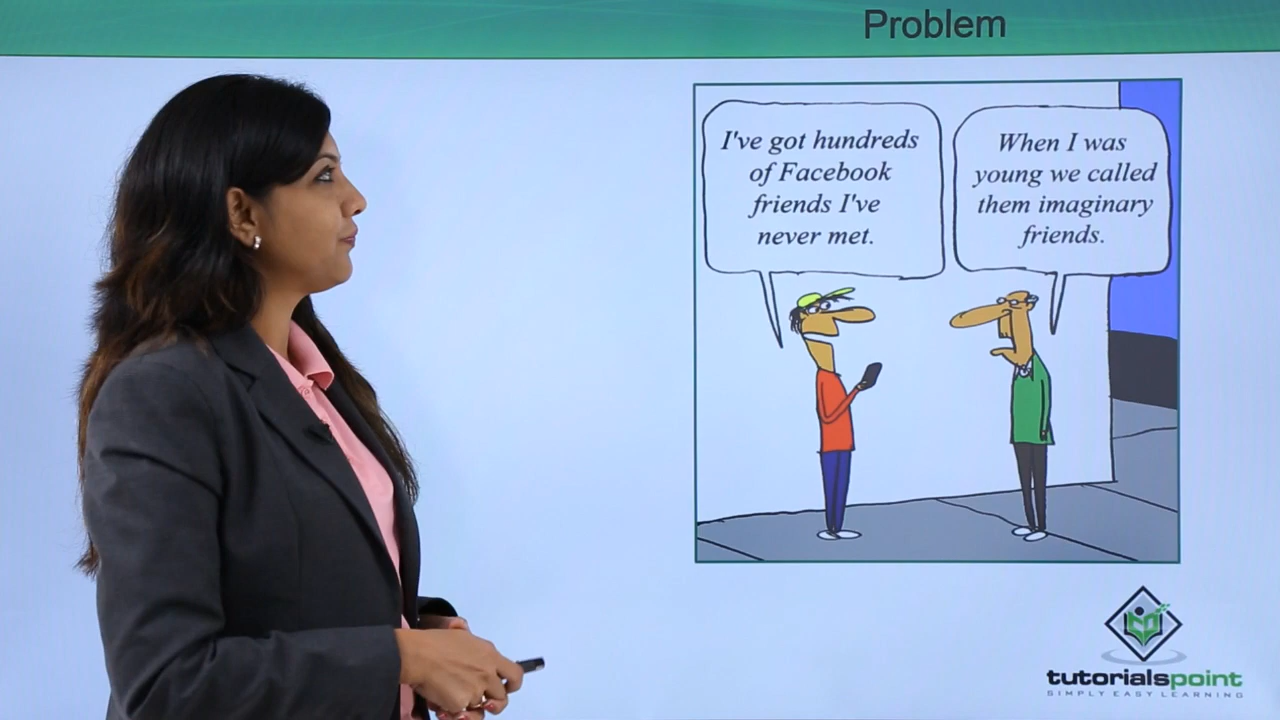 Problem
I've got hundreds
of Facebook
friends I've
never met.
When I was
young we called
them imaginary
friends.
tutorialspoint
SIMPLY EASY LEARNING